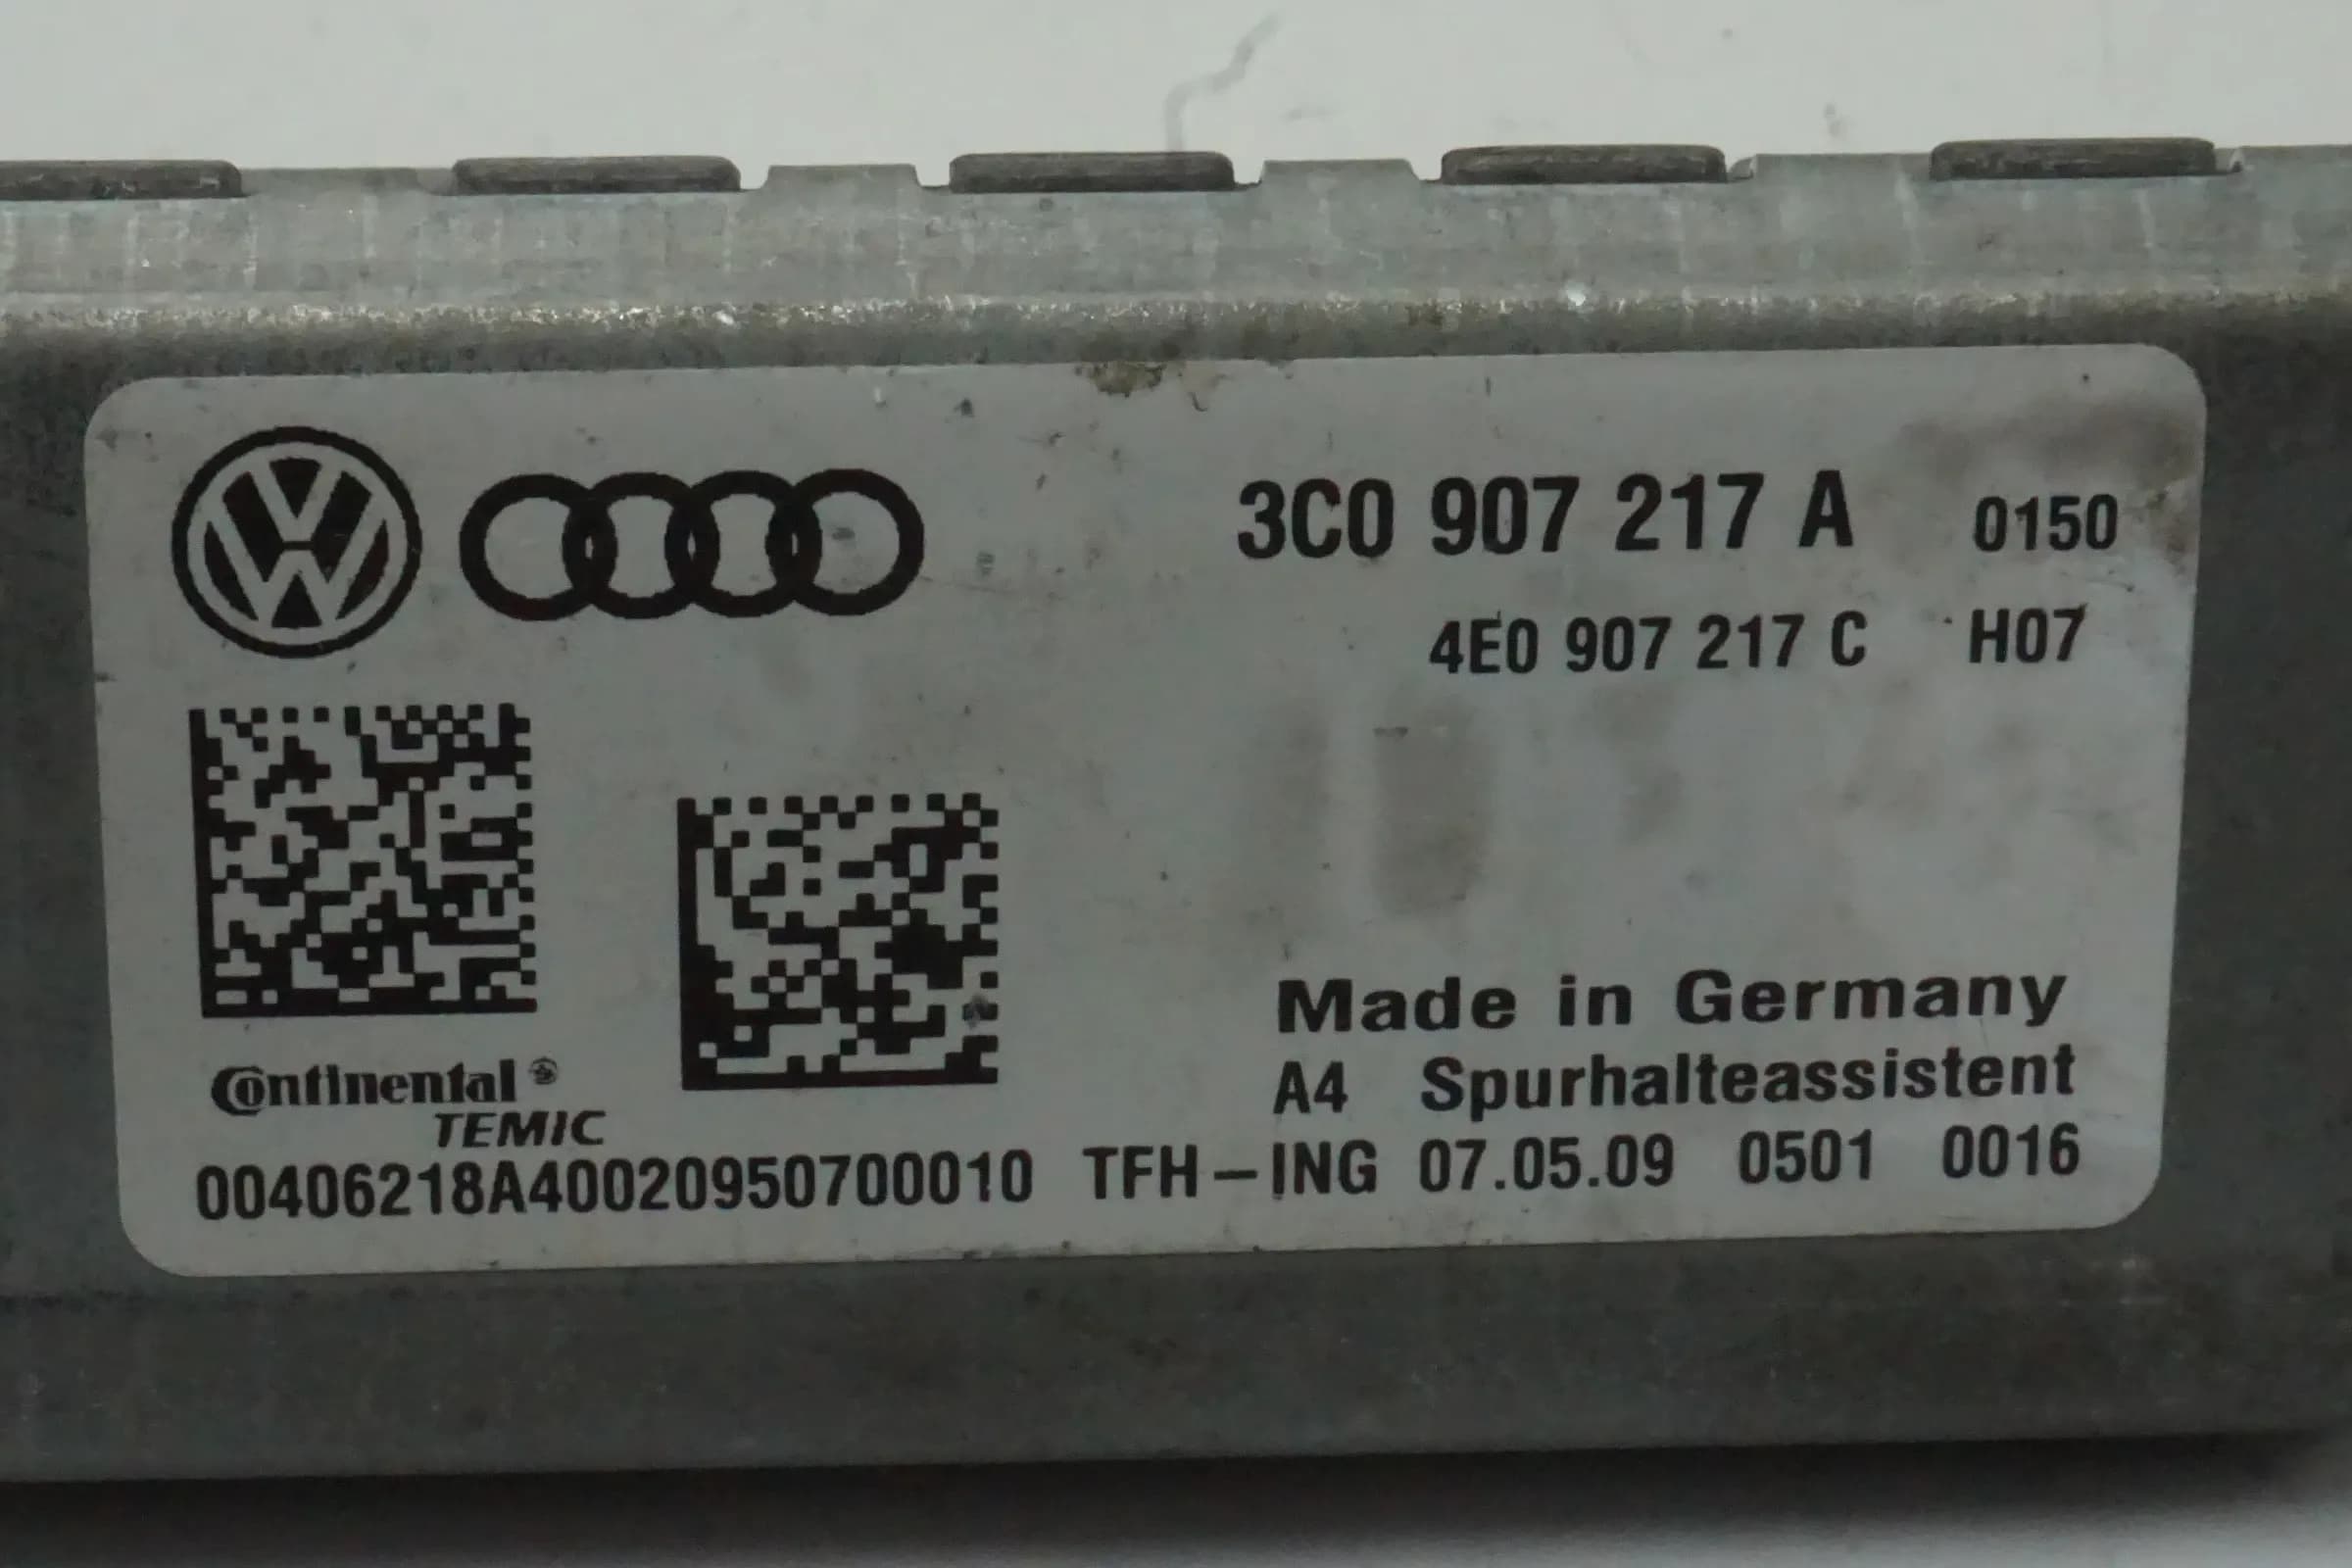 3C0 907 217 A 0150
4E0 907 217 C H07
Made in Germany
A4 Spurhalteassistent
Continental
TEMIC
00406218A40020950700010 TFH-ING 07.05.09 0501 0016